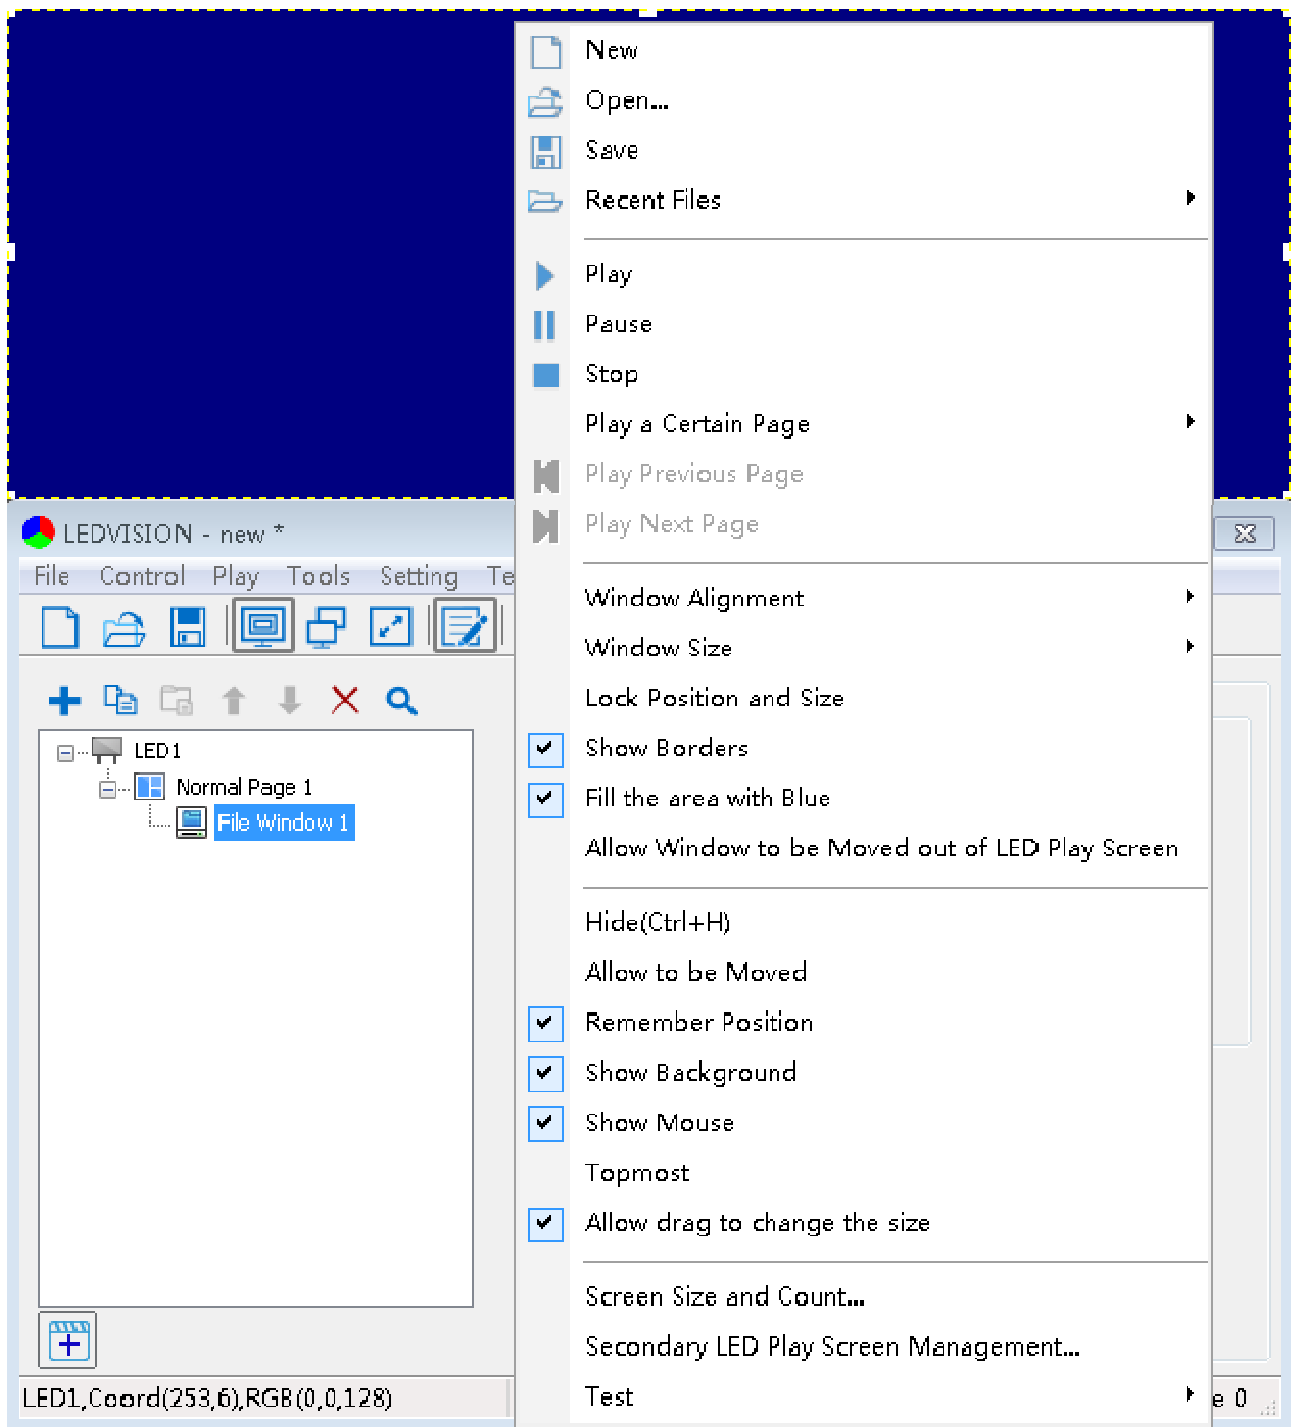 New
Open...
Save
Recent Files
Play
Pause
Stop
Play a Certain Page
Play Previous Page
Play Next Page
Window Alignment
Window Size
Lock Position and Size
Show Borders
Fill the area with Blue
Allow Window to be Moved out of LED Play Screen
Hide(Ctrl+H)
Allow to be Moved
Remember Position
Show Background
Show Mouse
Topmost
Allow drag to change the size
Screen Size and Count...
Secondary LED Play Screen Management...
Test
LEDVISION - new *
File Control Play Tools Setting Te
LED1
Normal Page 1
File Window 1
LED1,Coord(253,6),RGB(0,0,128)
e 0